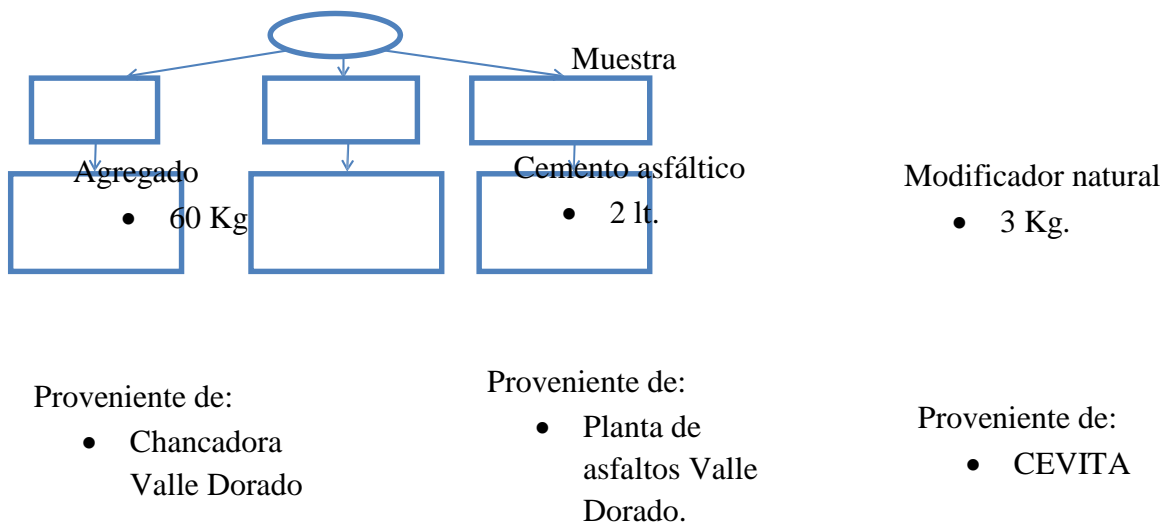 Muestra
Agregado
• 60 Kg
Cemento asfáltico
• 2 lt.
Modificador natural
• 3 Kg.
Proveniente de:
• Chancadora
Valle Dorado
Proveniente de:
• Planta de
asfaltos Valle
Dorado.
Proveniente de:
• CEVITA